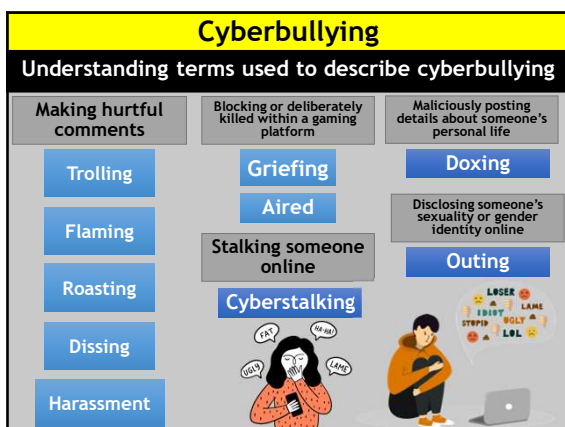 Cyberbullying
Understanding terms used to describe cyberbullying
Making hurtful
comments
Trolling
Flaming
Roasting
Dissing
Harassment
Blocking or deliberately
killed within a gaming
platform
Griefing
Aired
Stalking someone
online
Cyberstalking
FAT
HA-HA!
UGLY
LAME
Maliciously posting
details about someone's
personal life
Doxing
Disclosing someone's
sexuality or gender
identity online
Outing
LOSER
IDIOT
LAME
STUPID
UGLY
LOL